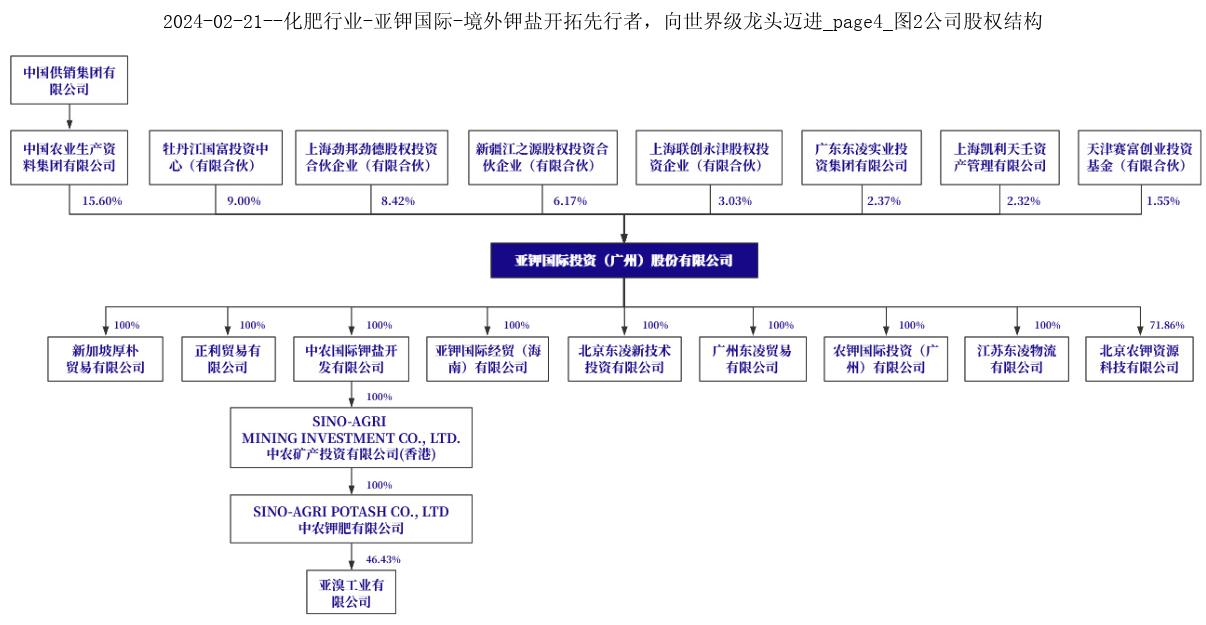 2024-02-21--化肥行业-亚钾国际-境外钾盐开拓先行者，向世界级龙头迈进_page4_图2公司股权结构
中国供销集团有
限公司
中国农业生产资
料集团有限公司
牡丹江国富投资中
心（有限合伙）
上海劲邦劲德股权投资
合伙企业（有限合伙）
新疆江之源股权投资合
伙企业（有限合伙）
上海联创永津股权投
资企业（有限合伙）
广东东凌实业投
资集团有限公司
上海凯利天壬资
产管理有限公司
天津赛富创业投资
基金（有限合伙）
15.60%
9.00%
8.42%
6.17%
3.03%
2.37%
2.32%
1.55%
亚钾国际投资（广州）股份有限公司
100%
100%
100%
100%
100%
100%
100%
100%
71.86%
新加坡厚朴
贸易有限公司
正利贸易有
限公司
中农国际钾盐开
发有限公司
亚钾国际经贸（海
南）有限公司
北京东凌新技术
投资有限公司
广州东凌贸易
有限公司
农钾国际投资（广
州）有限公司
江苏东凌物流
有限公司
北京农钾资源
科技有限公司
100%
SINO-AGRI
MINING INVESTMENT CO., LTD.
中农矿产投资有限公司(香港)
100%
SINO-AGRI POTASH CO., LTD
中农钾肥有限公司
46.43%
亚溴工业有
限公司